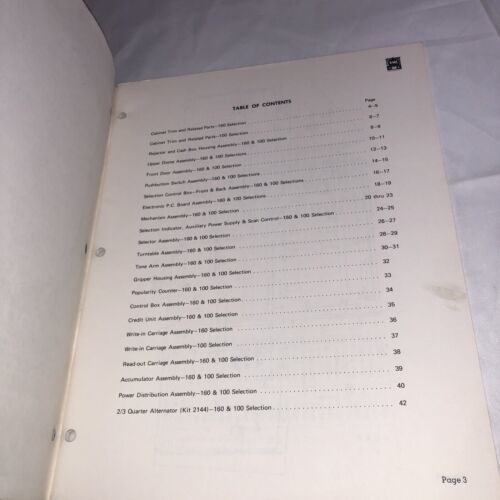 TABLE OF CONTENTS
Page
Cabinet Trim and Related Parts—160 Selection 4–5
Cabinet Trim and Related Parts—100 Selection 6–7
Rejector and Cash Box Housing Assembly—160 & 100 Selection 8–9
Upper Dome Assembly—160 & 100 Selections 10–11
Front Door Assembly—160 & 100 Selection 12–13
Pushbutton Switch Assembly—160 & 100 Selections 14–15
Selection Control Box—Front & Back Assembly—160 & 100 Selections 16–17
Electronic P.C. Board Assembly—160 & 100 Selections 18–19
Mechanism Assembly—160 & 100 Selection 20 thru 23
Selection Indicator, Auxiliary Power Supply & Scan Control—160 & 100 Selection 24–25
Selector Assembly—160 & 100 Selection 26–27
Turntable Assembly—160 & 100 Selection 28–29
Tone Arm Assembly—160 & 100 Selection 30–31
Gripper Housing Assembly—160 & 100 Selection 32
Popularity Counter—160 & 100 Selection 33
Control Box Assembly—160 & 100 Selection 34
Credit Unit Assembly—160 & 100 Selection 35
Write-in Carriage Assembly—160 Selection 36
Write-in Carriage Assembly—100 Selection 37
Read-out Carriage Assembly—160 & 100 Selection 38
Accumulator Assembly—160 & 100 Selection 39
Power Distribution Assembly—160 & 100 Selection 40
2/3 Quarter Alternator (Kit 2144)—160 & 100 Selection 42
Page 3